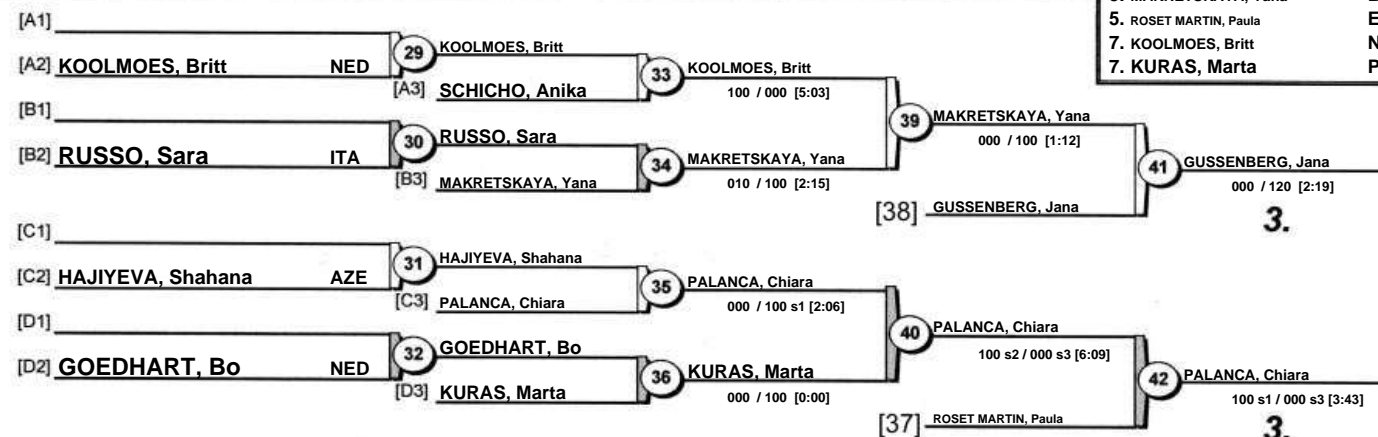 5. ROSET MARTIN, Paula E
7. KOOLMOES, Britt N
7. KURAS, Marta P
[A1]
[A2] KOOLMOES, Britt NED
29
KOOLMOES, Britt
[A3] SCHICHO, Anika
33
KOOLMOES, Britt
100 / 000 [5:03]
[B1]
[B2] RUSSO, Sara ITA
30
RUSSO, Sara
[B3] MAKRETSKAYA, Yana
34
MAKRETSKAYA, Yana
010 / 100 [2:15]
39
MAKRETSKAYA, Yana
000 / 100 [1:12]
[38] GUSSENBERG, Jana
41
GUSSENBERG, Jana
000 / 120 [2:19]
3.
[C1]
[C2] HAJIYEVA, Shahana AZE
31
HAJIYEVA, Shahana
[C3] PALANCA, Chiara
35
PALANCA, Chiara
000 / 100 s1 [2:06]
[D1]
[D2] GOEDHART, Bo NED
32
GOEDHART, Bo
[D3] KURAS, Marta
36
KURAS, Marta
000 / 100 [0:00]
40
PALANCA, Chiara
100 s2 / 000 s3 [6:09]
[37] ROSET MARTIN, Paula
42
PALANCA, Chiara
100 s1 / 000 s3 [3:43]
3.